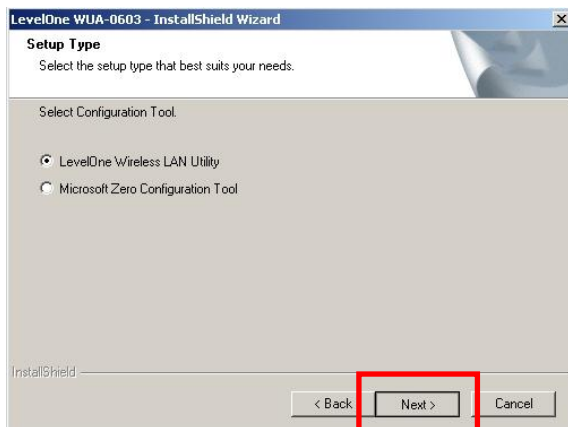 LevelOne WUA-0603 - InstallShield Wizard
Setup Type
Select the setup type that best suits your needs.
Select Configuration Tool.
LevelOne Wireless LAN Utility
Microsoft Zero Configuration Tool
InstallShield
< Back
Next >
Cancel